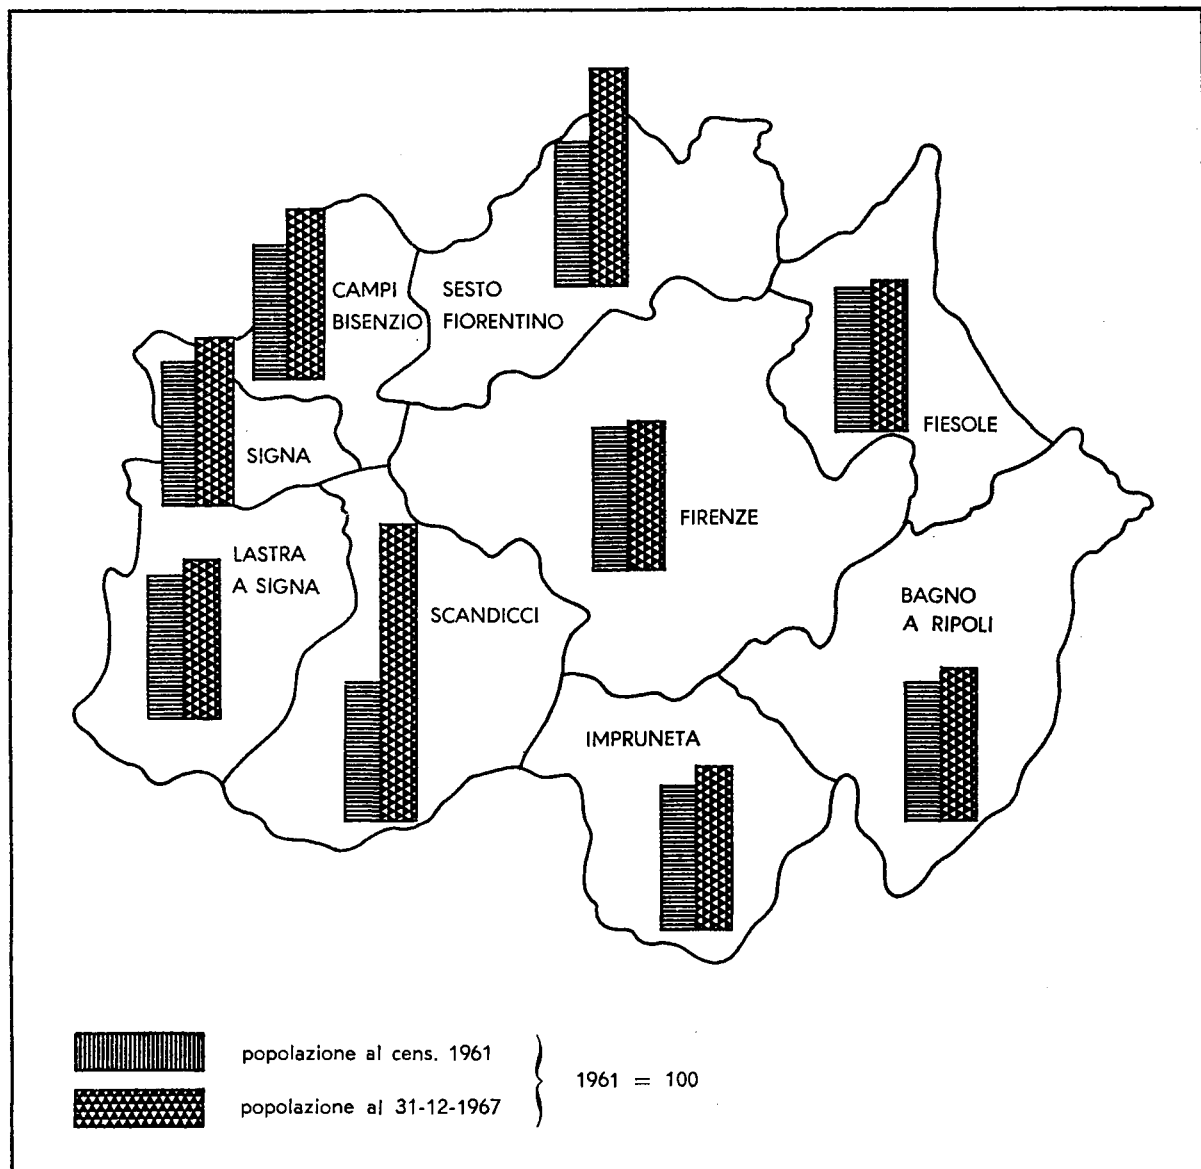 CAMPI
BISENZIO
SESTO
FIORENTINO
FIESOLE
SIGNA
FIRENZE
LASTRA
A SIGNA
SCANDICCI
BAGNO
A RIPOLI
IMPRUNETA
popolazione al cens. 1961
popolazione al 31-12-1967
1961 = 100